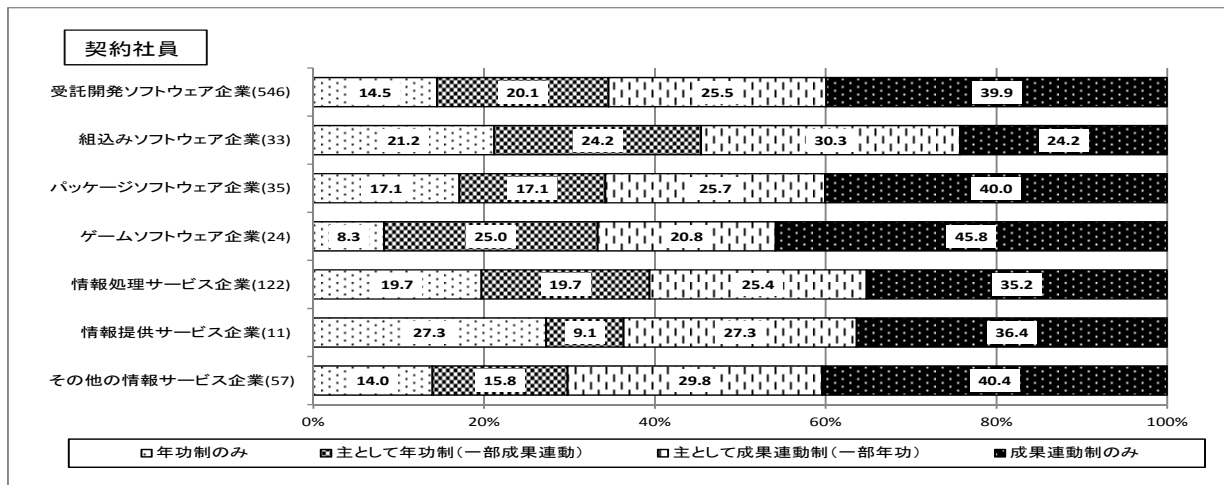 契約社員
受託開発ソフトウェア企業(546) 14.5 20.1 25.5 39.9
組込みソフトウェア企業(33) 21.2 24.2 30.3 24.2
パッケージソフトウェア企業(35) 17.1 17.1 25.7 40.0
ゲームソフトウェア企業(24) 8.3 25.0 20.8 45.8
情報処理サービス企業(122) 19.7 19.7 25.4 35.2
情報提供サービス企業(11) 27.3 9.1 27.3 36.4
その他の情報サービス企業(57) 14.0 15.8 29.8 40.4
0% 20% 40% 60% 80% 100%
年功制のみ 主として年功制(一部成果連動) 主として成果連動制(一部年功) 成果連動制のみ